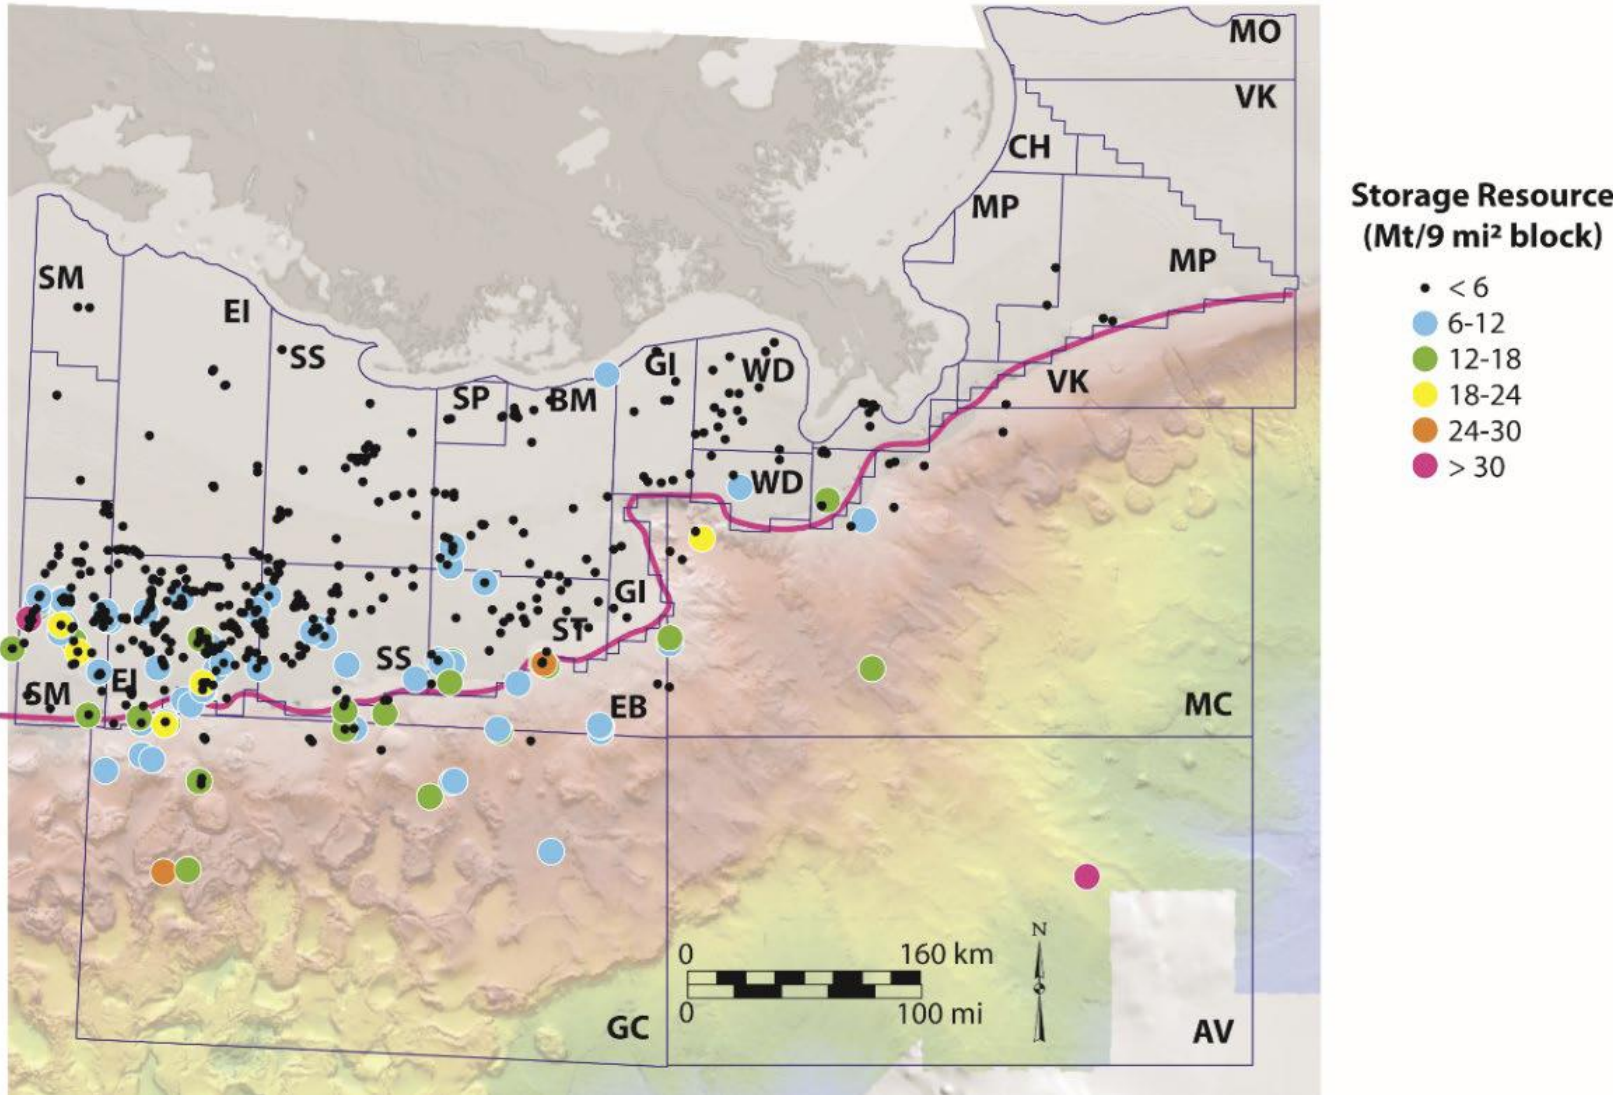 MO
VK
CH
MP
MP
SM
EI
SS
GI
WD
VK
SP
BM
WD
GI
ST
SS
EI
SM
EB
MC
0 160 km
0 100 mi
N
GC
AV
Storage Resource
(Mt/9 mi² block)
< 6
6-12
12-18
18-24
24-30
> 30